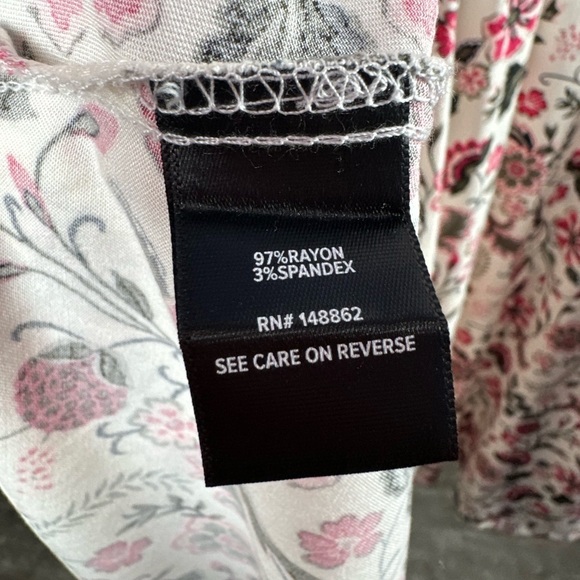 97%RAYON
3%SPANDEX
RN# 148862
SEE CARE ON REVERSE